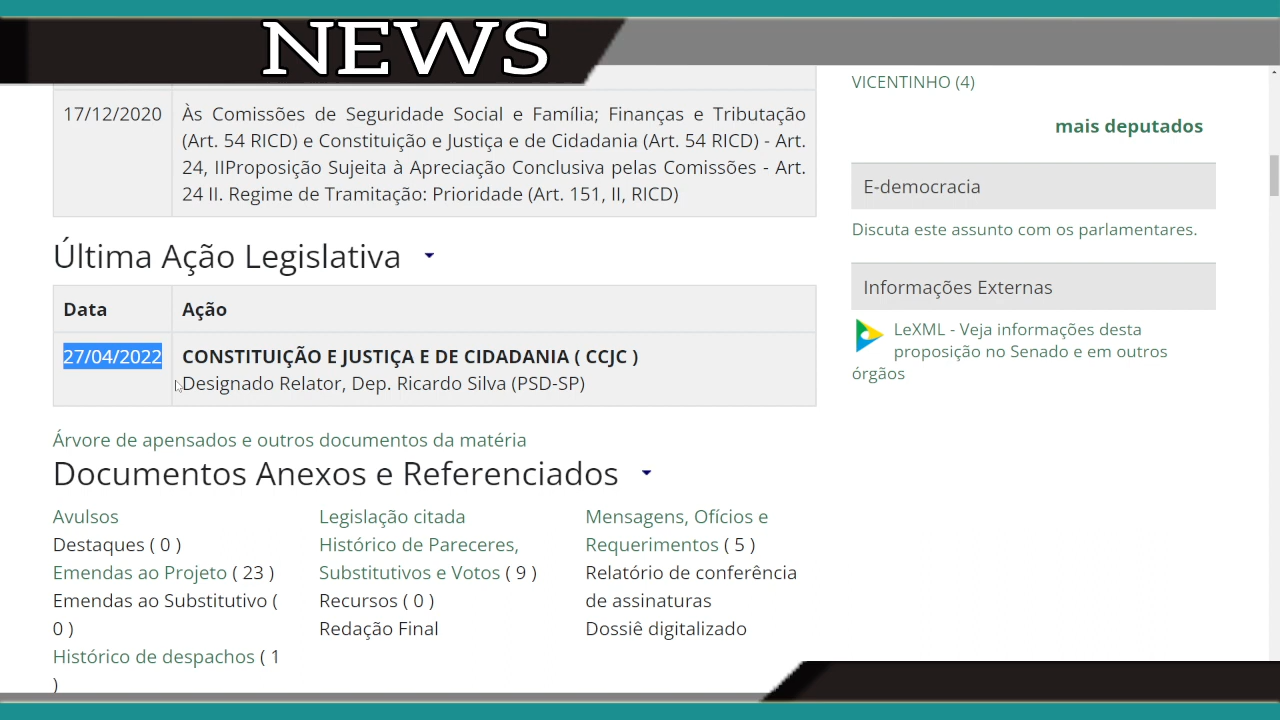 NEWS
17/12/2020
Às Comissões de Seguridade Social e Família; Finanças e Tributação
(Art. 54 RICD) e Constituição e Justiça e de Cidadania (Art. 54 RICD) - Art.
24, IIProposição Sujeita à Apreciação Conclusiva pelas Comissões - Art.
24 II. Regime de Tramitação: Prioridade (Art. 151, II, RICD)
Última Ação Legislativa
Data Ação
27/04/2022 CONSTITUIÇÃO E JUSTIÇA E DE CIDADANIA ( CCJC )
Designado Relator, Dep. Ricardo Silva (PSD-SP)
Árvore de apensados e outros documentos da matéria
Documentos Anexos e Referenciados
Avulsos
Destaques ( 0 )
Emendas ao Projeto ( 23 )
Emendas ao Substitutivo (
0 )
Histórico de despachos ( 1
)
Legislação citada
Histórico de Pareceres,
Substitutivos e Votos ( 9 )
Recursos ( 0 )
Redação Final
Mensagens, Ofícios e
Requerimentos ( 5 )
Relatório de conferência
de assinaturas
Dossiê digitalizado
VICENTINHO (4)
mais deputados
E-democracia
Discuta este assunto com os parlamentares.
Informações Externas
LeXML - Veja informações desta
proposição no Senado e em outros
órgãos